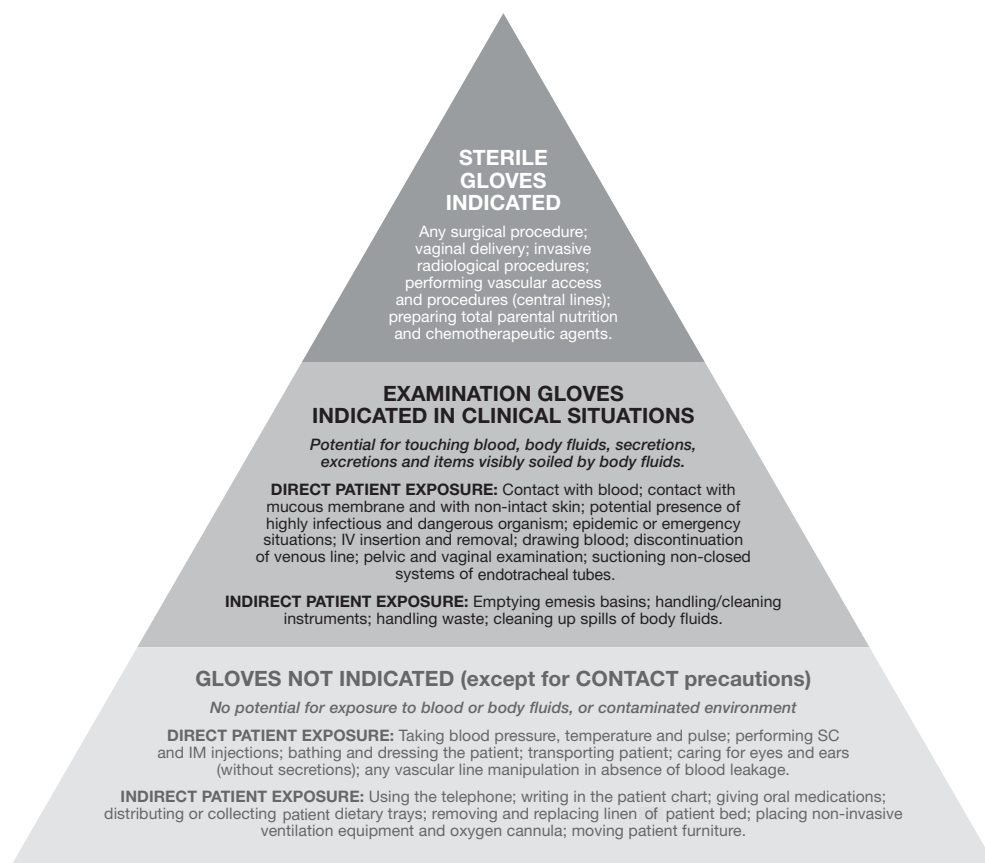 STERILE
GLOVES
INDICATED
Any surgical procedure;
vaginal delivery; invasive
radiological procedures;
performing vascular access
and procedures (central lines);
preparing total parental nutrition
and chemotherapeutic agents.
EXAMINATION GLOVES
INDICATED IN CLINICAL SITUATIONS
Potential for touching blood, body fluids, secretions,
excretions and items visibly soiled by body fluids.
DIRECT PATIENT EXPOSURE: Contact with blood; contact with
mucous membrane and with non-intact skin; potential presence of
highly infectious and dangerous organism; epidemic or emergency
situations; IV insertion and removal; drawing blood; discontinuation
of venous line; pelvic and vaginal examination; suctioning non-closed
systems of endotracheal tubes.
INDIRECT PATIENT EXPOSURE: Emptying emesis basins; handling/cleaning
instruments; handling waste; cleaning up spills of body fluids.
GLOVES NOT INDICATED (except for CONTACT precautions)
No potential for exposure to blood or body fluids, or contaminated environment
DIRECT PATIENT EXPOSURE: Taking blood pressure, temperature and pulse; performing SC
and IM injections; bathing and dressing the patient; transporting patient; caring for eyes and ears
(without secretions); any vascular line manipulation in absence of blood leakage.
INDIRECT PATIENT EXPOSURE: Using the telephone; writing in the patient chart; giving oral medications;
distributing or collecting patient dietary trays; removing and replacing linen of patient bed; placing non-invasive
ventilation equipment and oxygen cannula; moving patient furniture.